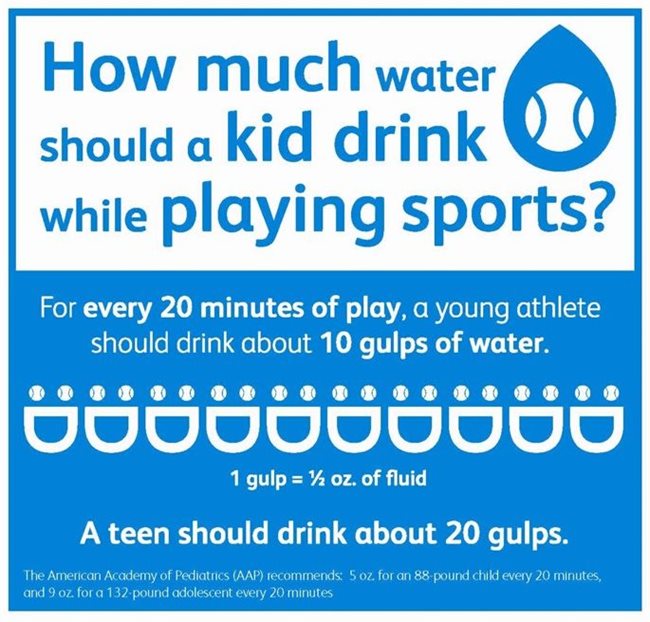 How much water
should a kid drink
while playing sports?
For every 20 minutes of play, a young athlete
should drink about 10 gulps of water.
1 gulp = ½ oz. of fluid
A teen should drink about 20 gulps.
The American Academy of Pediatrics (AAP) recommends: 5 oz. for an 88-pound child every 20 minutes,
and 9 oz. for a 132-pound adolescent every 20 minutes